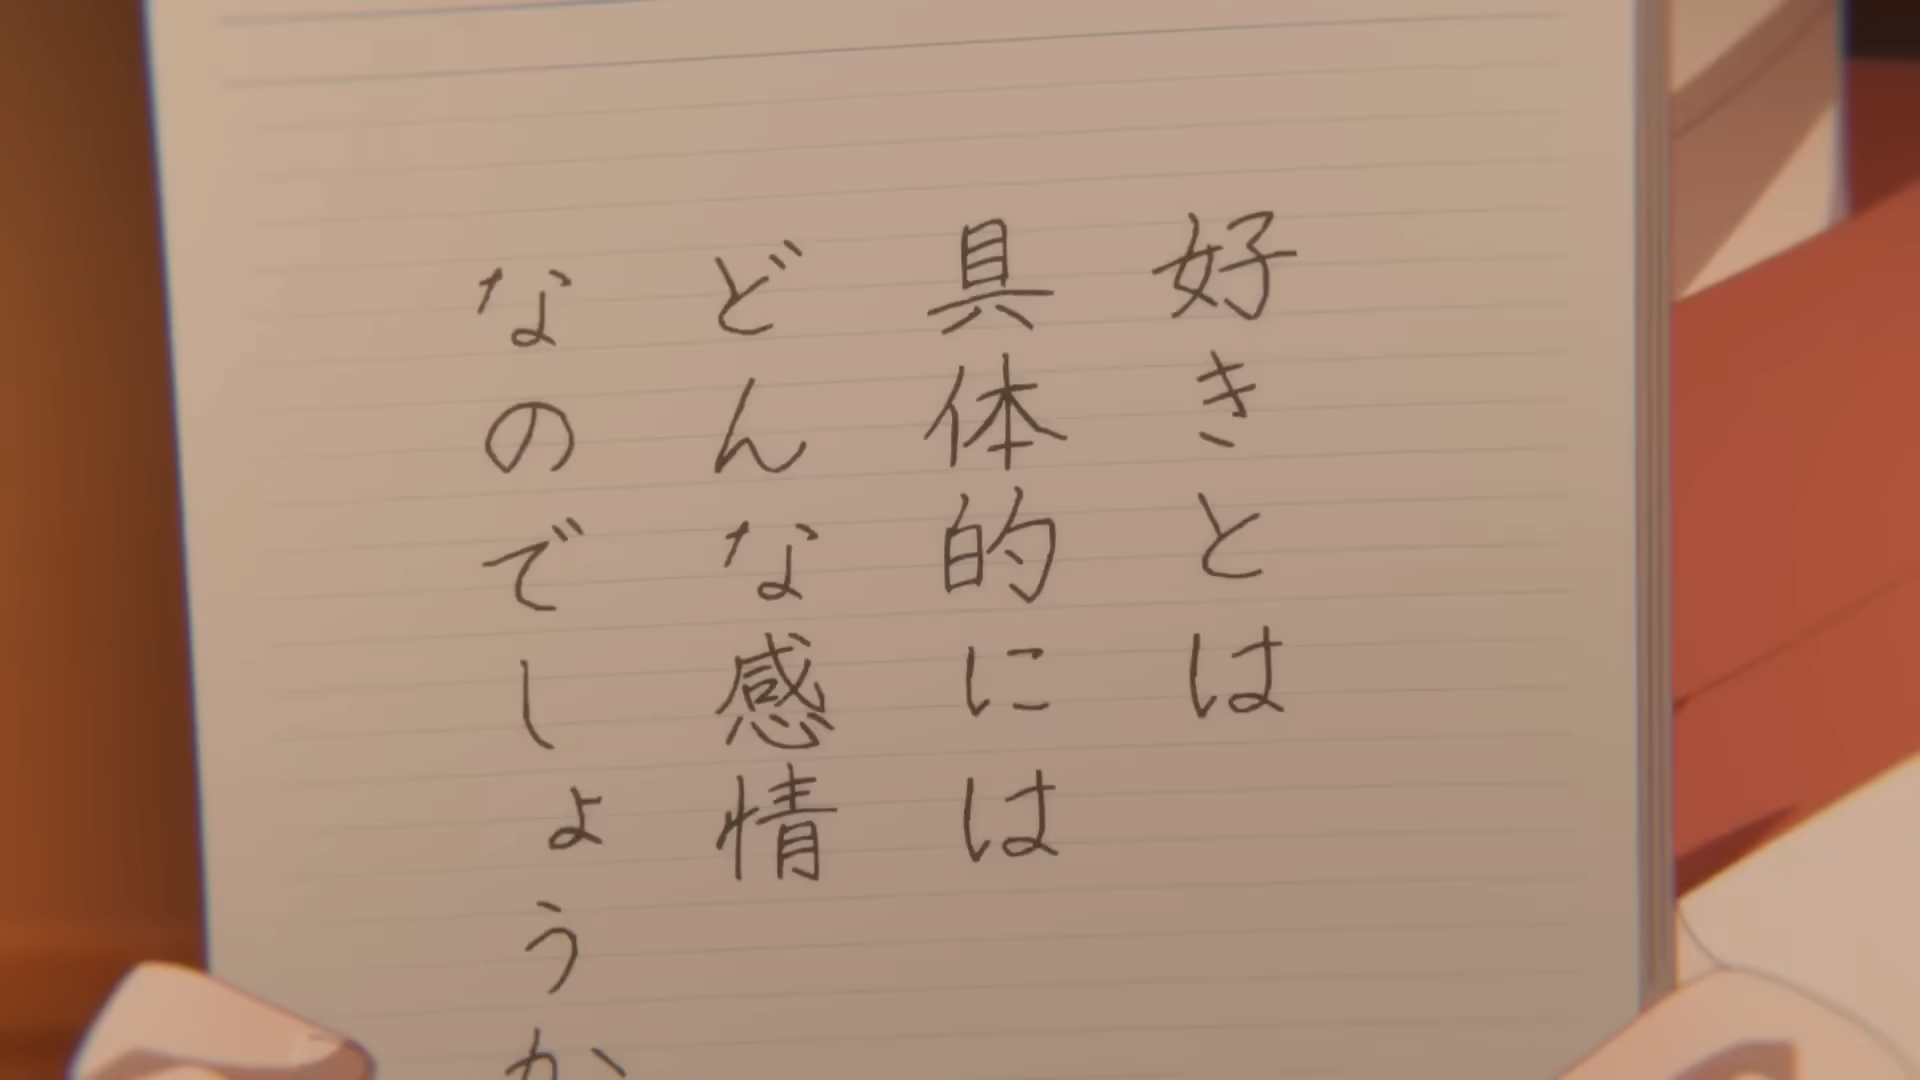 好きとは
具体的には
どんな感情
なのでしょうか